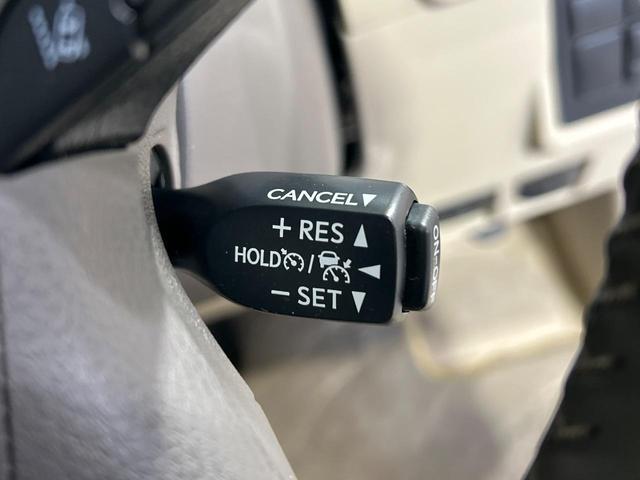 CANCEL▼
+ RES ▲
HOLD / ◀
− SET ▼
ON-OFF